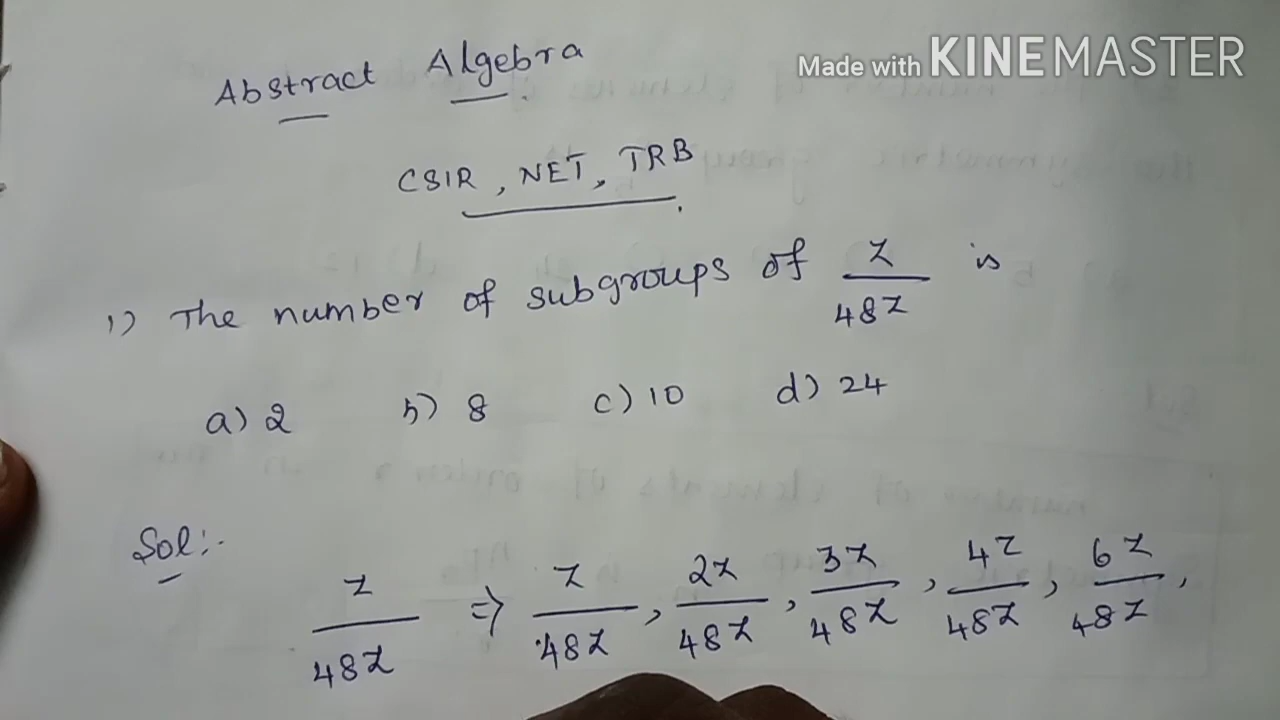 Made with KINEMASTER
Abstract Algebra
CSIR, NET, TRB
1) The number of subgroups of Z/48Z is
a) 2 b) 8 c) 10 d) 24
Sol:-
Z/48Z => Z/48Z, 2Z/48Z, 3Z/48Z, 4Z/48Z, 6Z/48Z,